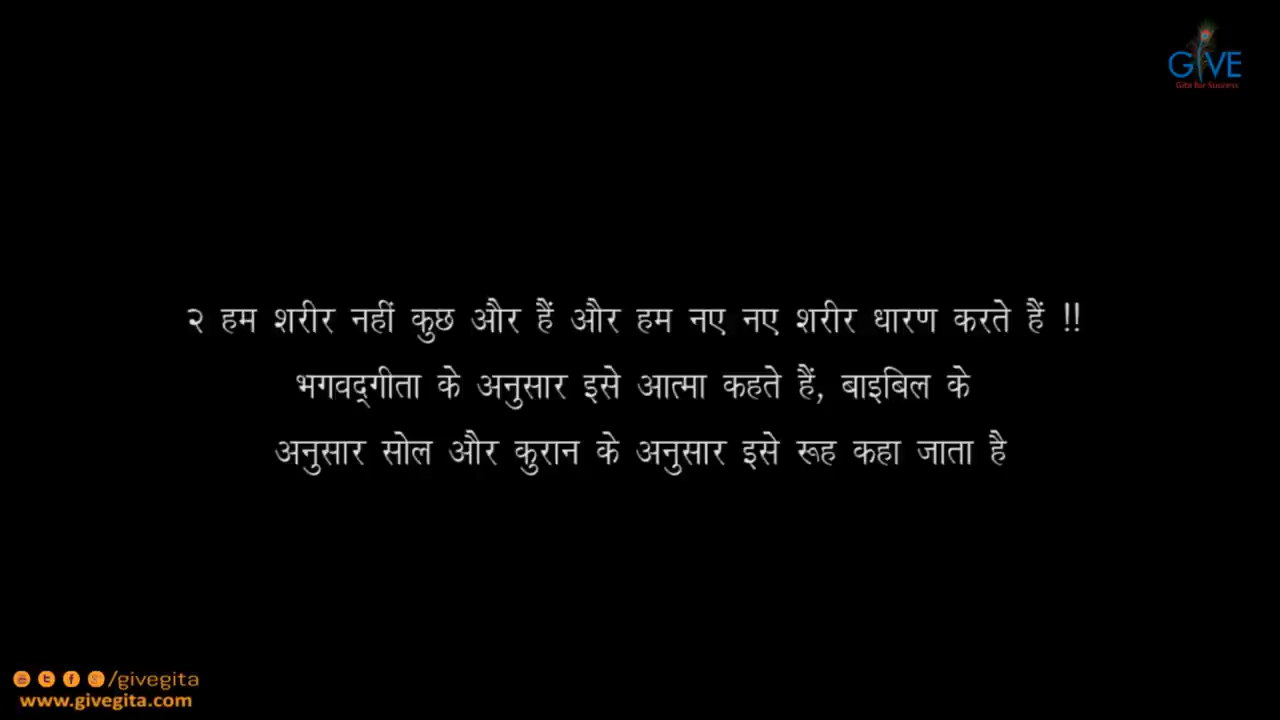 GIVE
Gita for Success
२ हम शरीर नहीं कुछ और हैं और हम नए नए शरीर धारण करते हैं !!
भगवद्गीता के अनुसार इसे आत्मा कहते हैं, बाइबिल के
अनुसार सोल और कुरान के अनुसार इसे रूह कहा जाता है
/givegita
www.givegita.com